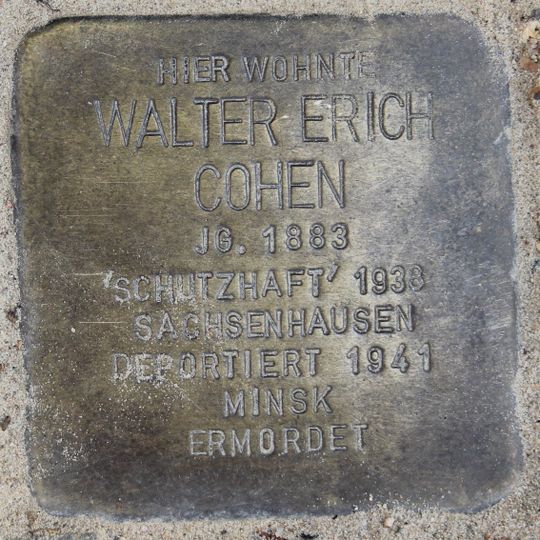 HIER WOHNTE
WALTER ERICH
COHEN
JG. 1883
'SCHUTZHAFT' 1938
SACHSENHAUSEN
DEPORTIERT 1941
MINSK
ERMORDET